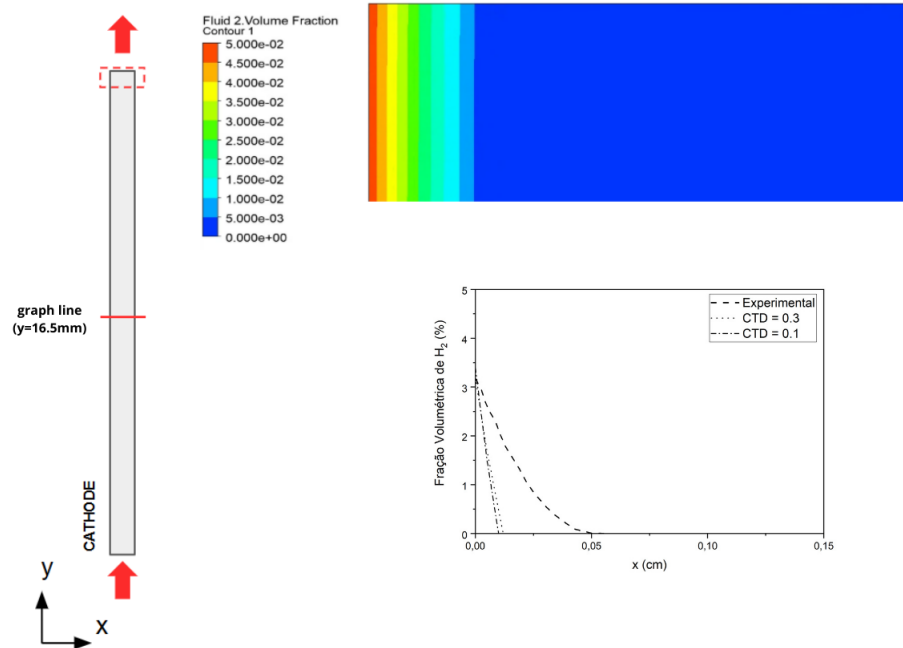 Fluid 2.Volume Fraction
Contour 1
5.000e-02
4.500e-02
4.000e-02
3.500e-02
3.000e-02
2.500e-02
2.000e-02
1.500e-02
1.000e-02
5.000e-03
0.000e+00
graph line
(y=16.5mm)
CATHODE
y
x
5
4
3
2
1
0
Fração Volumétrica de H2 (%)
Experimental
CTD = 0.3
CTD = 0.1
0,00
0,05
0,10
0,15
x (cm)